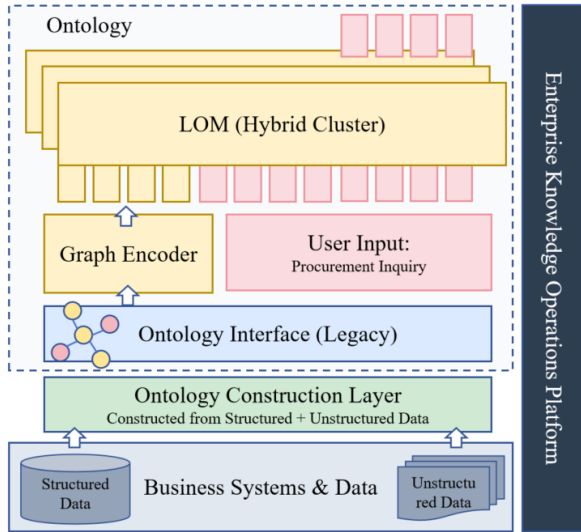 Ontology
LOM (Hybrid Cluster)
Graph Encoder
User Input:
Procurement Inquiry
Ontology Interface (Legacy)
Ontology Construction Layer
Constructed from Structured + Unstructured Data
Structured
Data
Business Systems & Data
Unstructu
red Data
Enterprise Knowledge Operations Platform